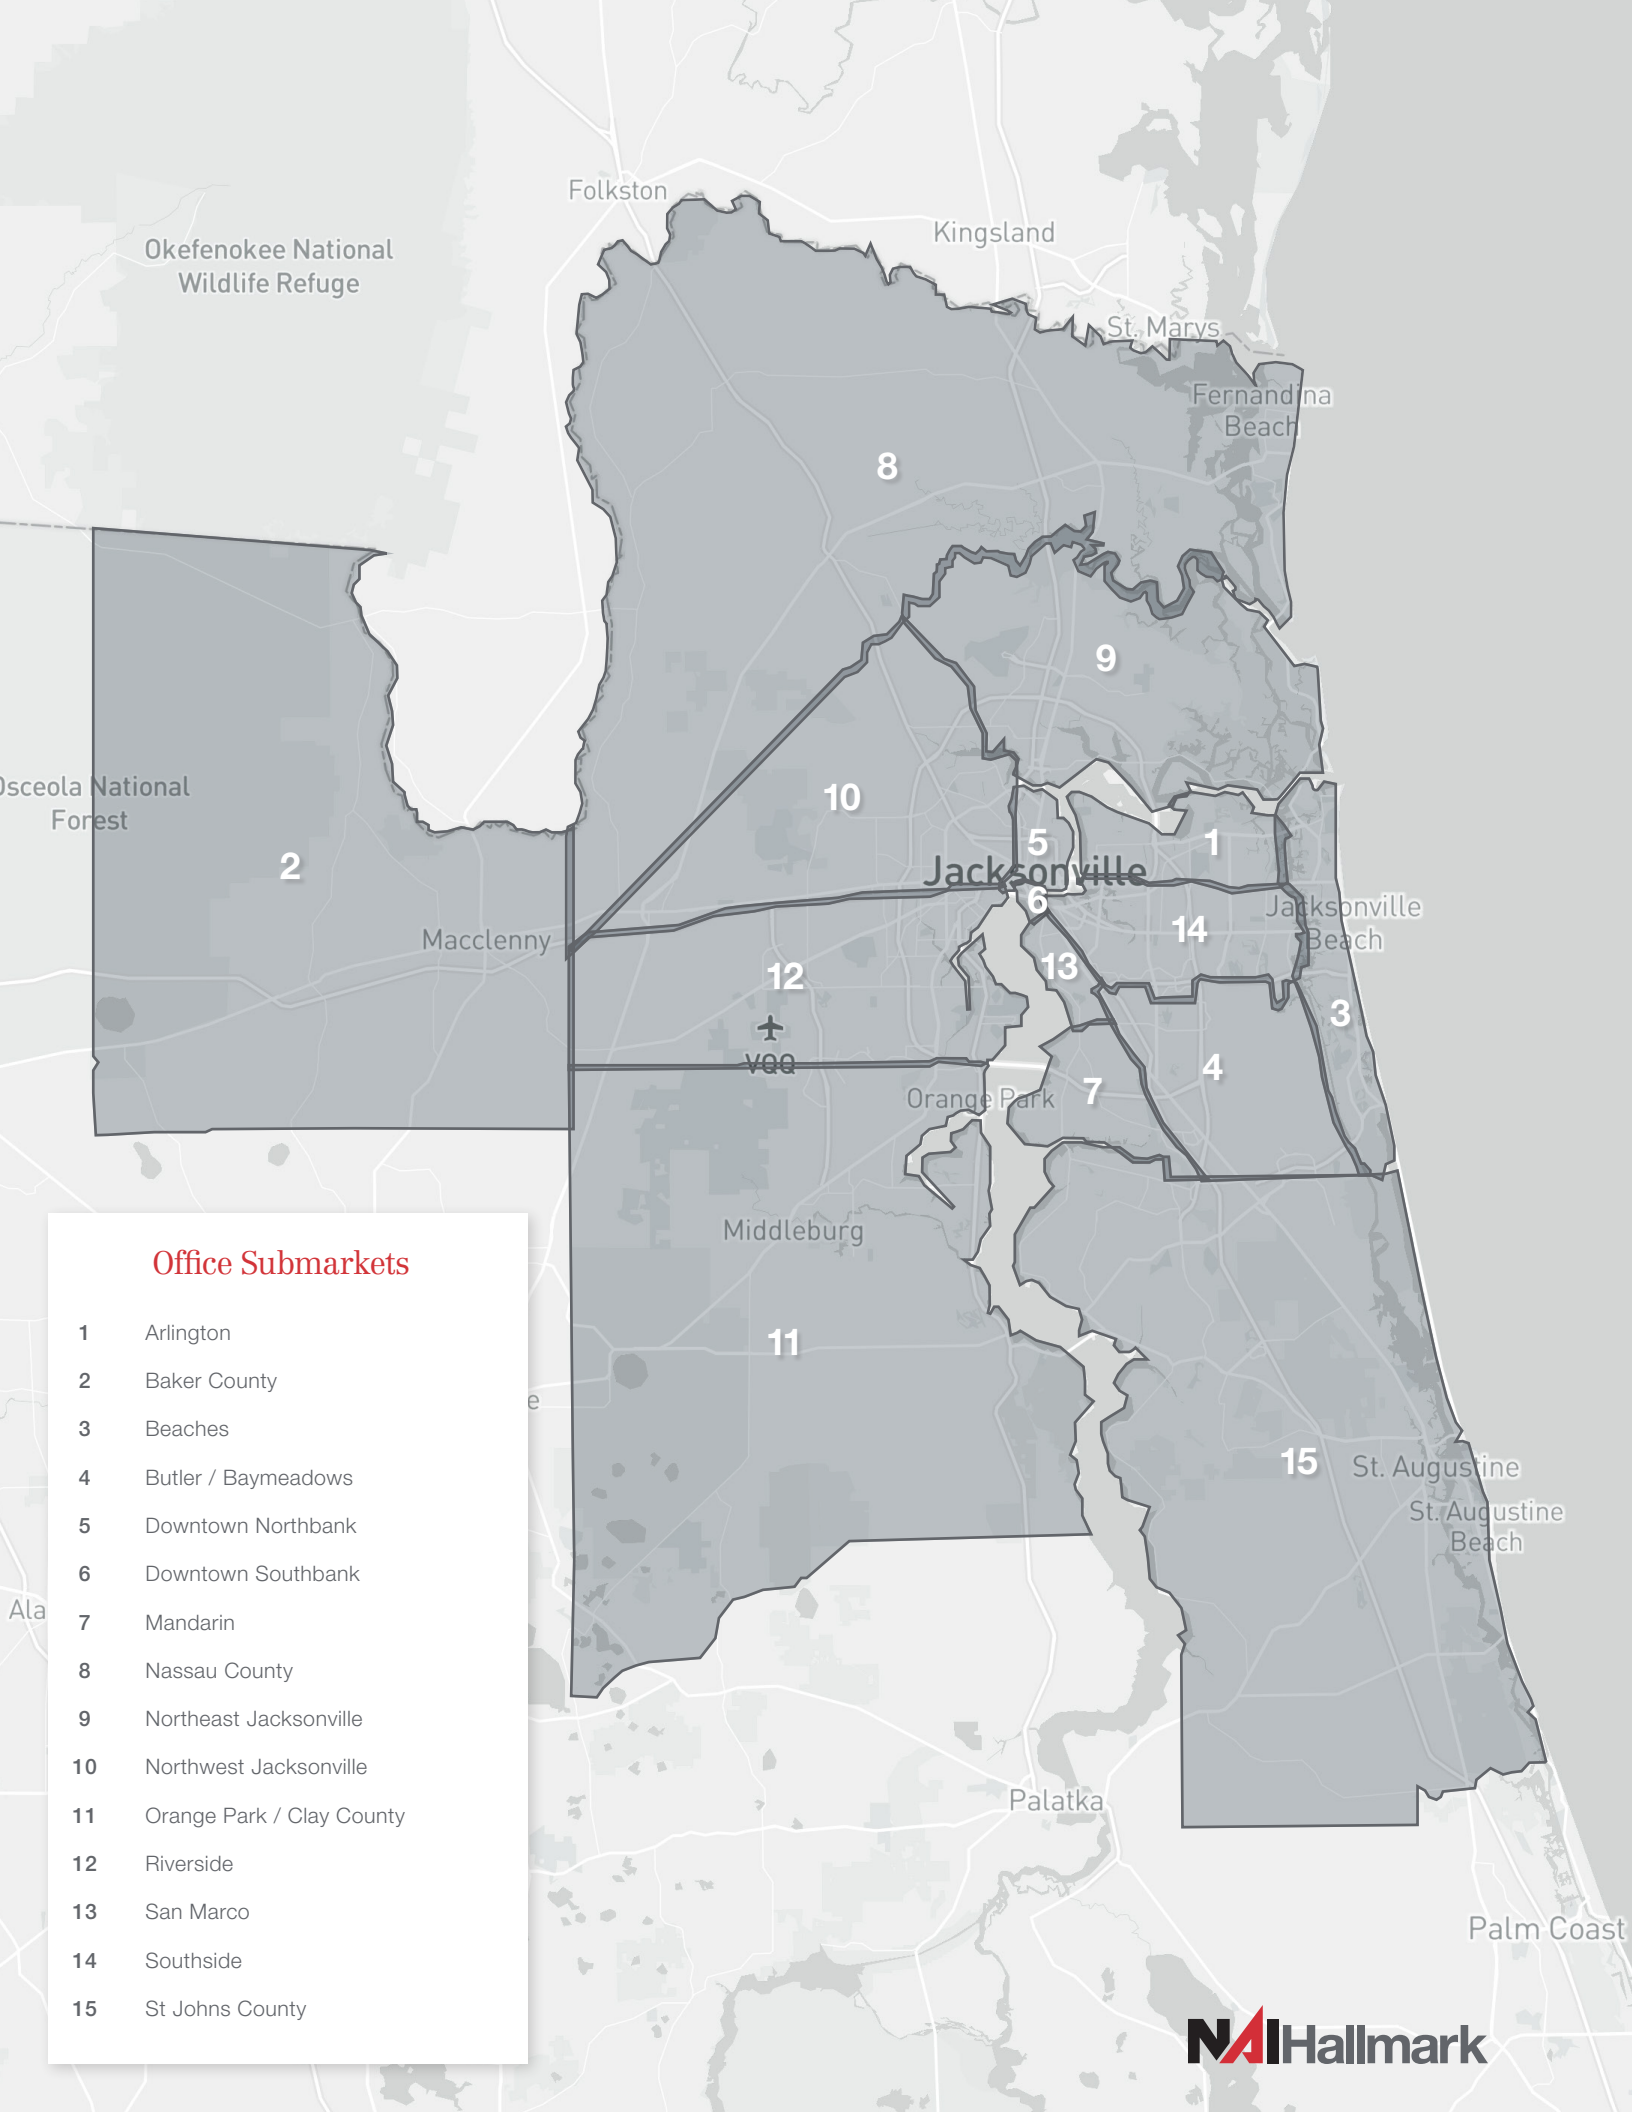 Folkston
Okefenokee National
Wildlife Refuge
Kingsland
St. Marys
Fernandina
Beach
8
9
Osceola National
Forest
10
2
5
1
Jacksonville
6
Jacksonville
Beach
14
Macclenny
13
12
3
VQQ
4
7
Orange Park
Middleburg
11
15
St. Augustine
St. Augustine
Beach
e
Ala
Palatka
Palm Coast
Office Submarkets
1 Arlington
2 Baker County
3 Beaches
4 Butler / Baymeadows
5 Downtown Northbank
6 Downtown Southbank
7 Mandarin
8 Nassau County
9 Northeast Jacksonville
10 Northwest Jacksonville
11 Orange Park / Clay County
12 Riverside
13 San Marco
14 Southside
15 St Johns County
NAIHallmark